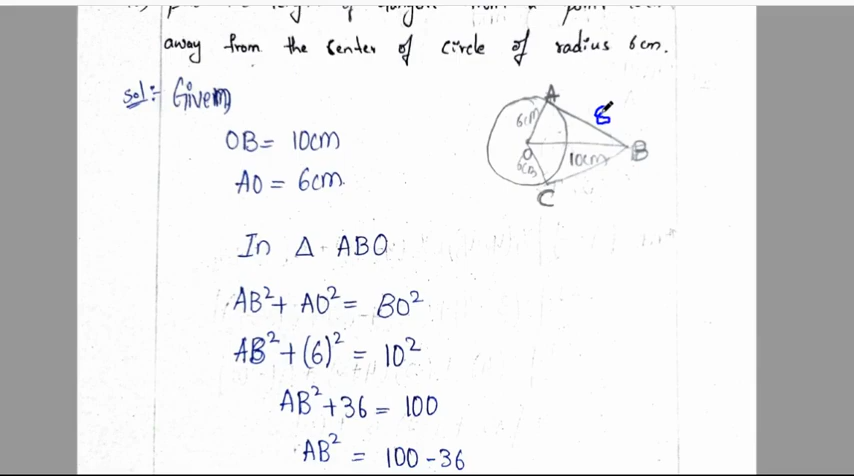 away from the center of circle of radius 6cm.
Sol:- Given
OB = 10cm
AO = 6cm.
In Δ ABO
AB² + AO² = BO²
AB² + (6)² = 10²
AB² + 36 = 100
AB² = 100 - 36
A
6cm
8
O
10cm
B
6cm
C